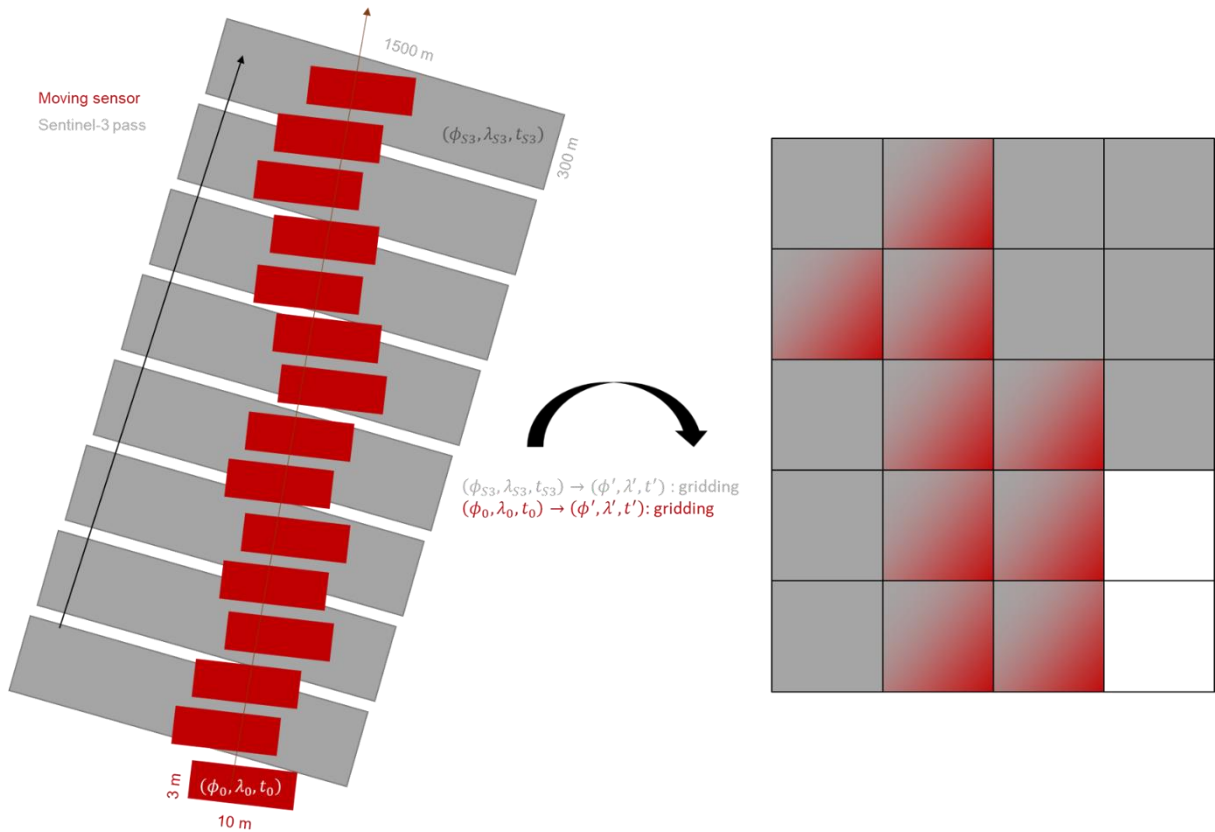 1500 m
Moving sensor
Sentinel-3 pass
(ϕ_S3, λ_S3, t_S3)
300 m
(ϕ_S3, λ_S3, t_S3) → (ϕ′, λ′, t′) : gridding
(ϕ_0, λ_0, t_0) → (ϕ′, λ′, t′): gridding
3 m
(ϕ_0, λ_0, t_0)
10 m